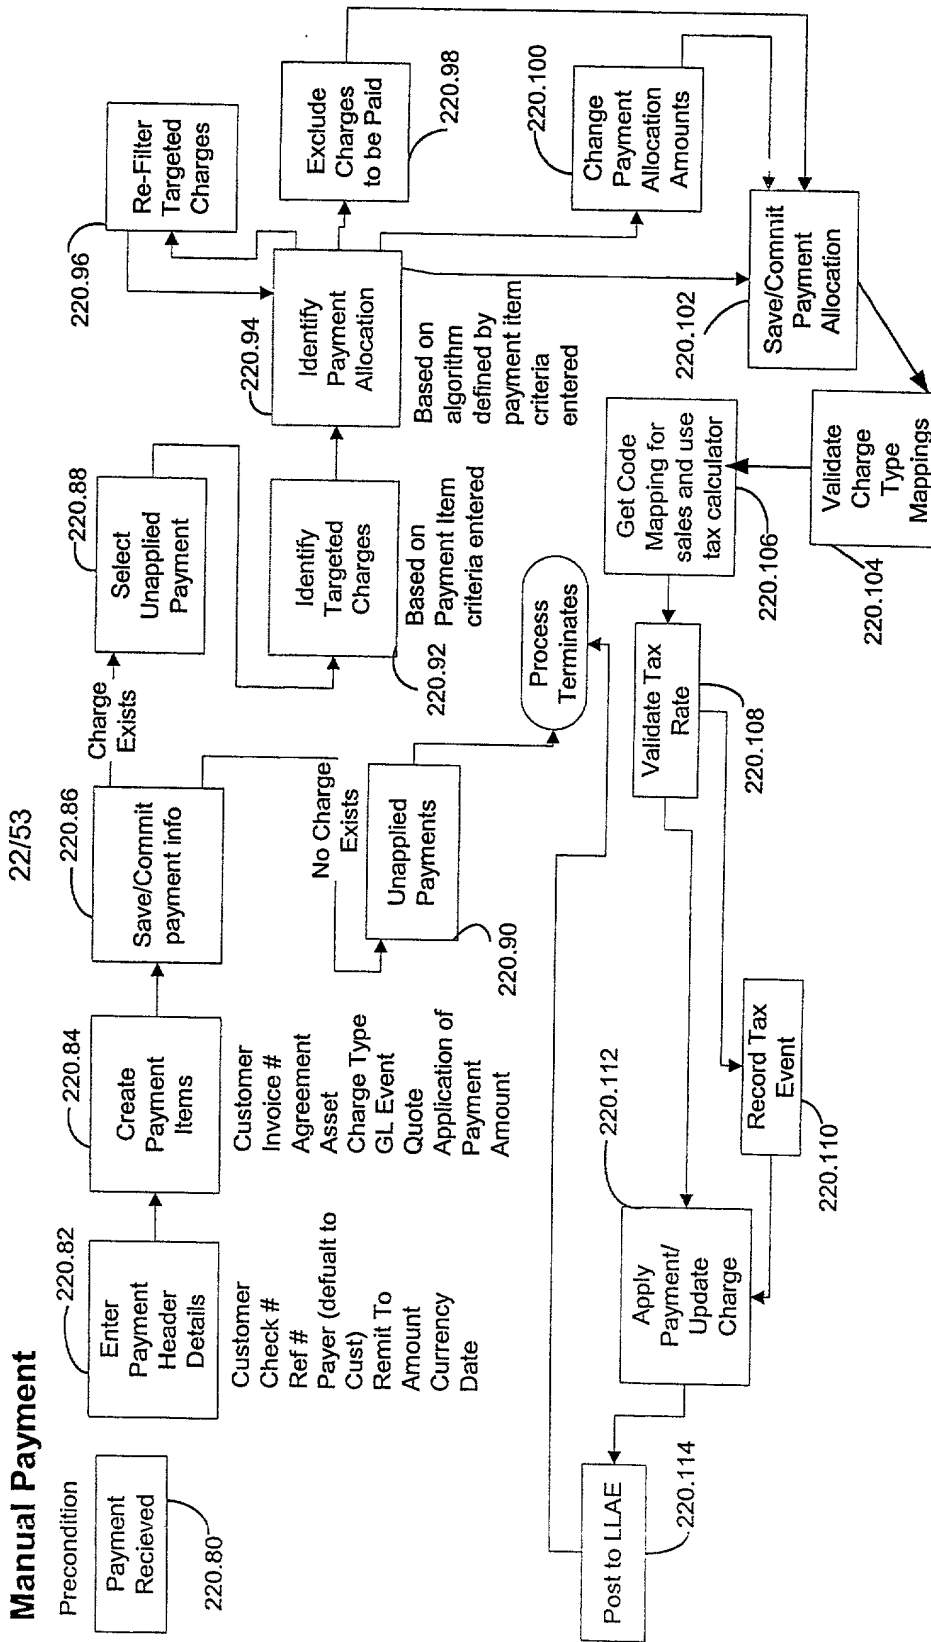 22/53
Manual Payment
Precondition
Payment
Recieved
220.80
220.82
Enter
Payment
Header
Details
Customer
Check #
Ref #
Payer (defualt to
Cust)
Remit To
Amount
Currency
Date
220.84
Create
Payment
Items
Customer
Invoice #
Agreement
Asset
Charge Type
GL Event
Quote
Application of
Payment
Amount
220.86
Save/Commit
payment info
Charge
Exists
No Charge
Exists
220.88
Select
Unapplied
Payment
Unapplied
Payments
220.90
Identify
Targeted
Charges
220.92
Based on
Payment Item
criteria entered
220.94
Identify
Payment
Allocation
Based on
algorithm
defined by
payment item
criteria
entered
220.96
Re-Filter
Targeted
Charges
Exclude
Charges
to be Paid
220.98
220.100
Change
Payment
Allocation
Amounts
220.102
Save/Commit
Payment
Allocation
Process
Terminates
Validate
Charge
Type
Mappings
220.104
Get Code
Mapping for
sales and use
tax calculator
220.106
Validate Tax
Rate
220.108
Record Tax
Event
220.110
220.112
Apply
Payment/
Update
Charge
Post to LLAE
220.114